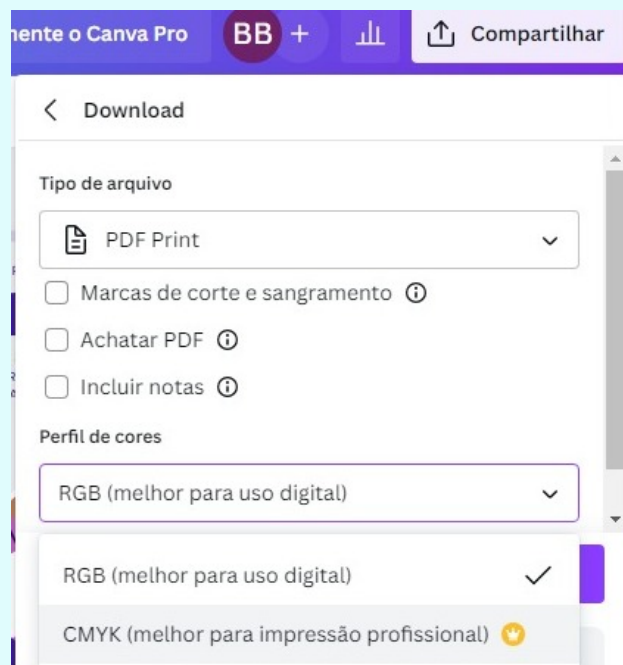 mente o Canva Pro
BB +
Compartilhar
Download
Tipo de arquivo
PDF Print
Marcas de corte e sangramento
Achatar PDF
Incluir notas
Perfil de cores
RGB (melhor para uso digital)
RGB (melhor para uso digital)
CMYK (melhor para impressão profissional)